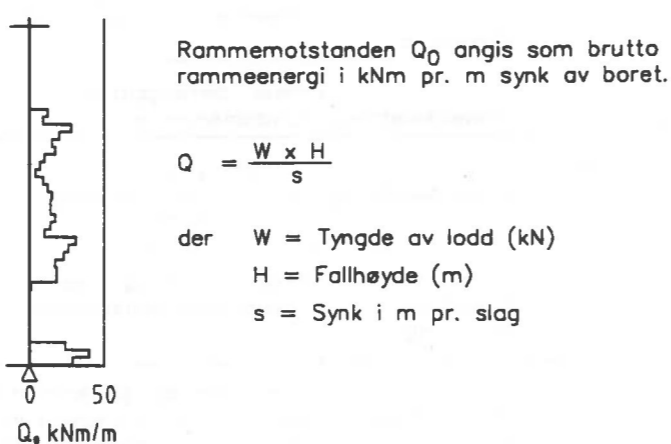 Rammemotstanden Q₀ angis som brutto
rammeenergi i kNm pr. m synk av boret.
Q = W x H / s
der W = Tyngde av lodd (kN)
H = Fallhøyde (m)
s = Synk i m pr. slag
0 50
Q₀ kNm/m